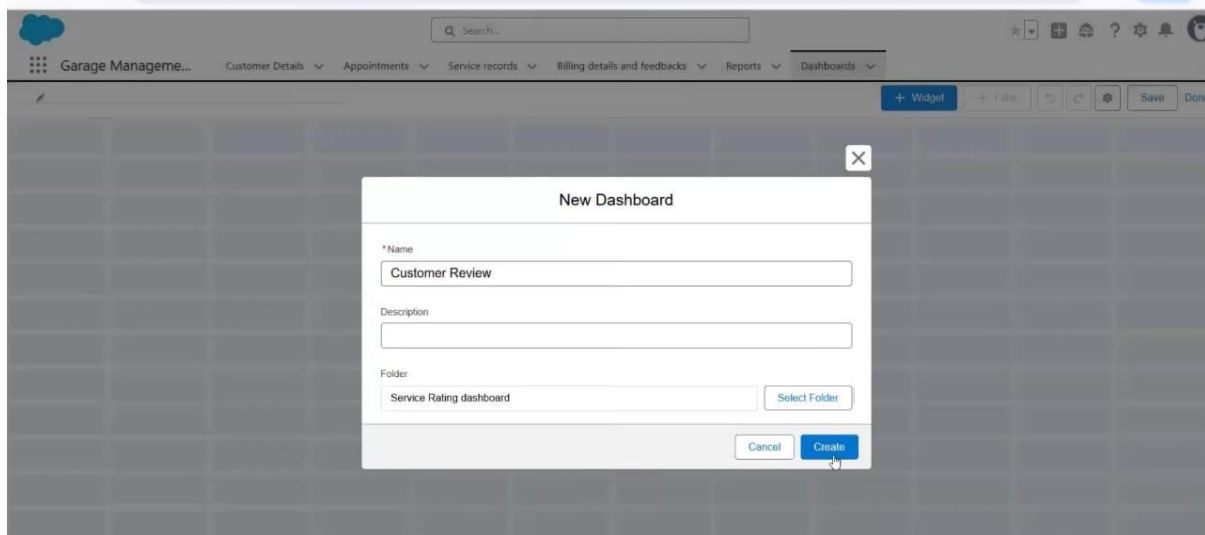 Search...
Garage Manageme... Customer Details Appointments Service records Billing details and feedbacks Reports Dashboards
+ Widget + Filter Save Done
New Dashboard
*Name
Customer Review
Description
Folder
Service Rating dashboard Select Folder
Cancel Create